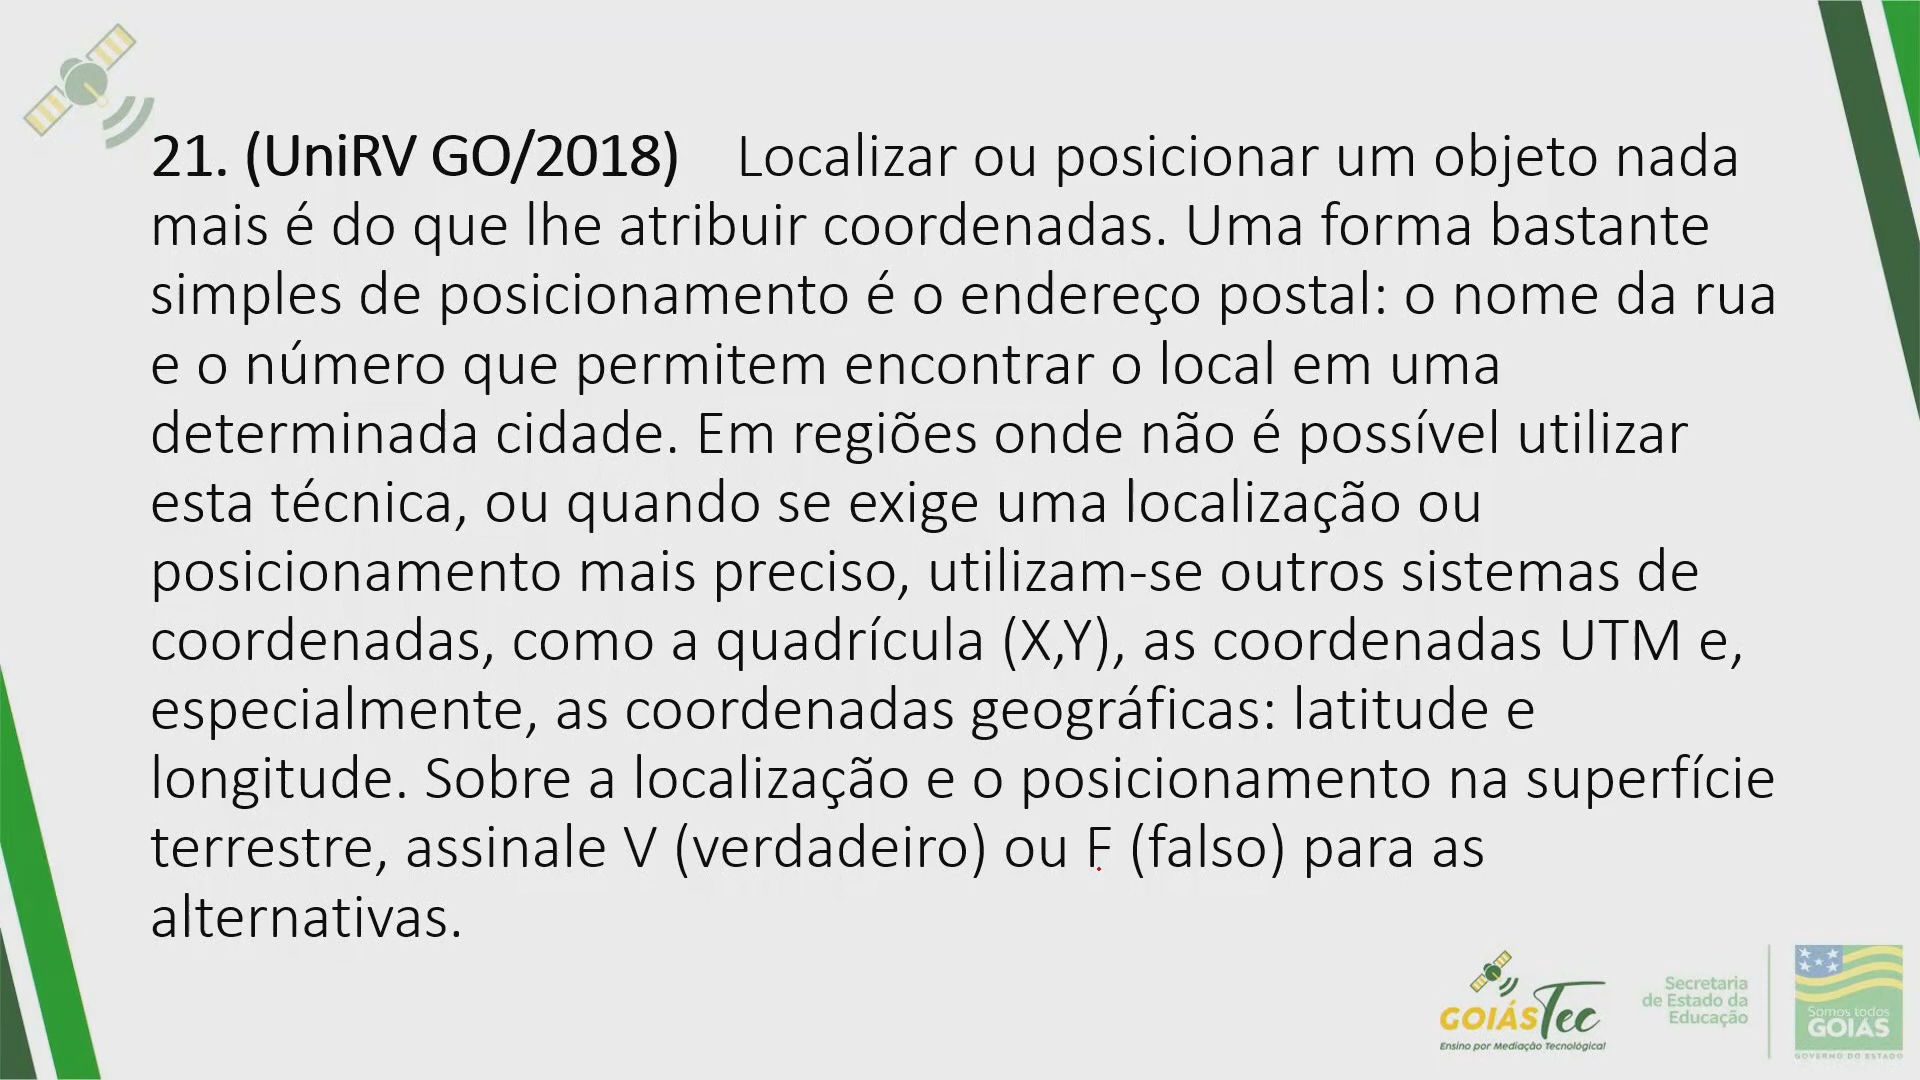 21. (UniRV GO/2018) Localizar ou posicionar um objeto nada
mais é do que lhe atribuir coordenadas. Uma forma bastante
simples de posicionamento é o endereço postal: o nome da rua
e o número que permitem encontrar o local em uma
determinada cidade. Em regiões onde não é possível utilizar
esta técnica, ou quando se exige uma localização ou
posicionamento mais preciso, utilizam-se outros sistemas de
coordenadas, como a quadrícula (X,Y), as coordenadas UTM e,
especialmente, as coordenadas geográficas: latitude e
longitude. Sobre a localização e o posicionamento na superfície
terrestre, assinale V (verdadeiro) ou F (falso) para as
alternativas.
GOIÁS Tec
Ensino por Mediação Tecnológica!
Secretaria
de Estado da
Educação
Somos todos
GOIÁS
GOVERNO DO ESTADO